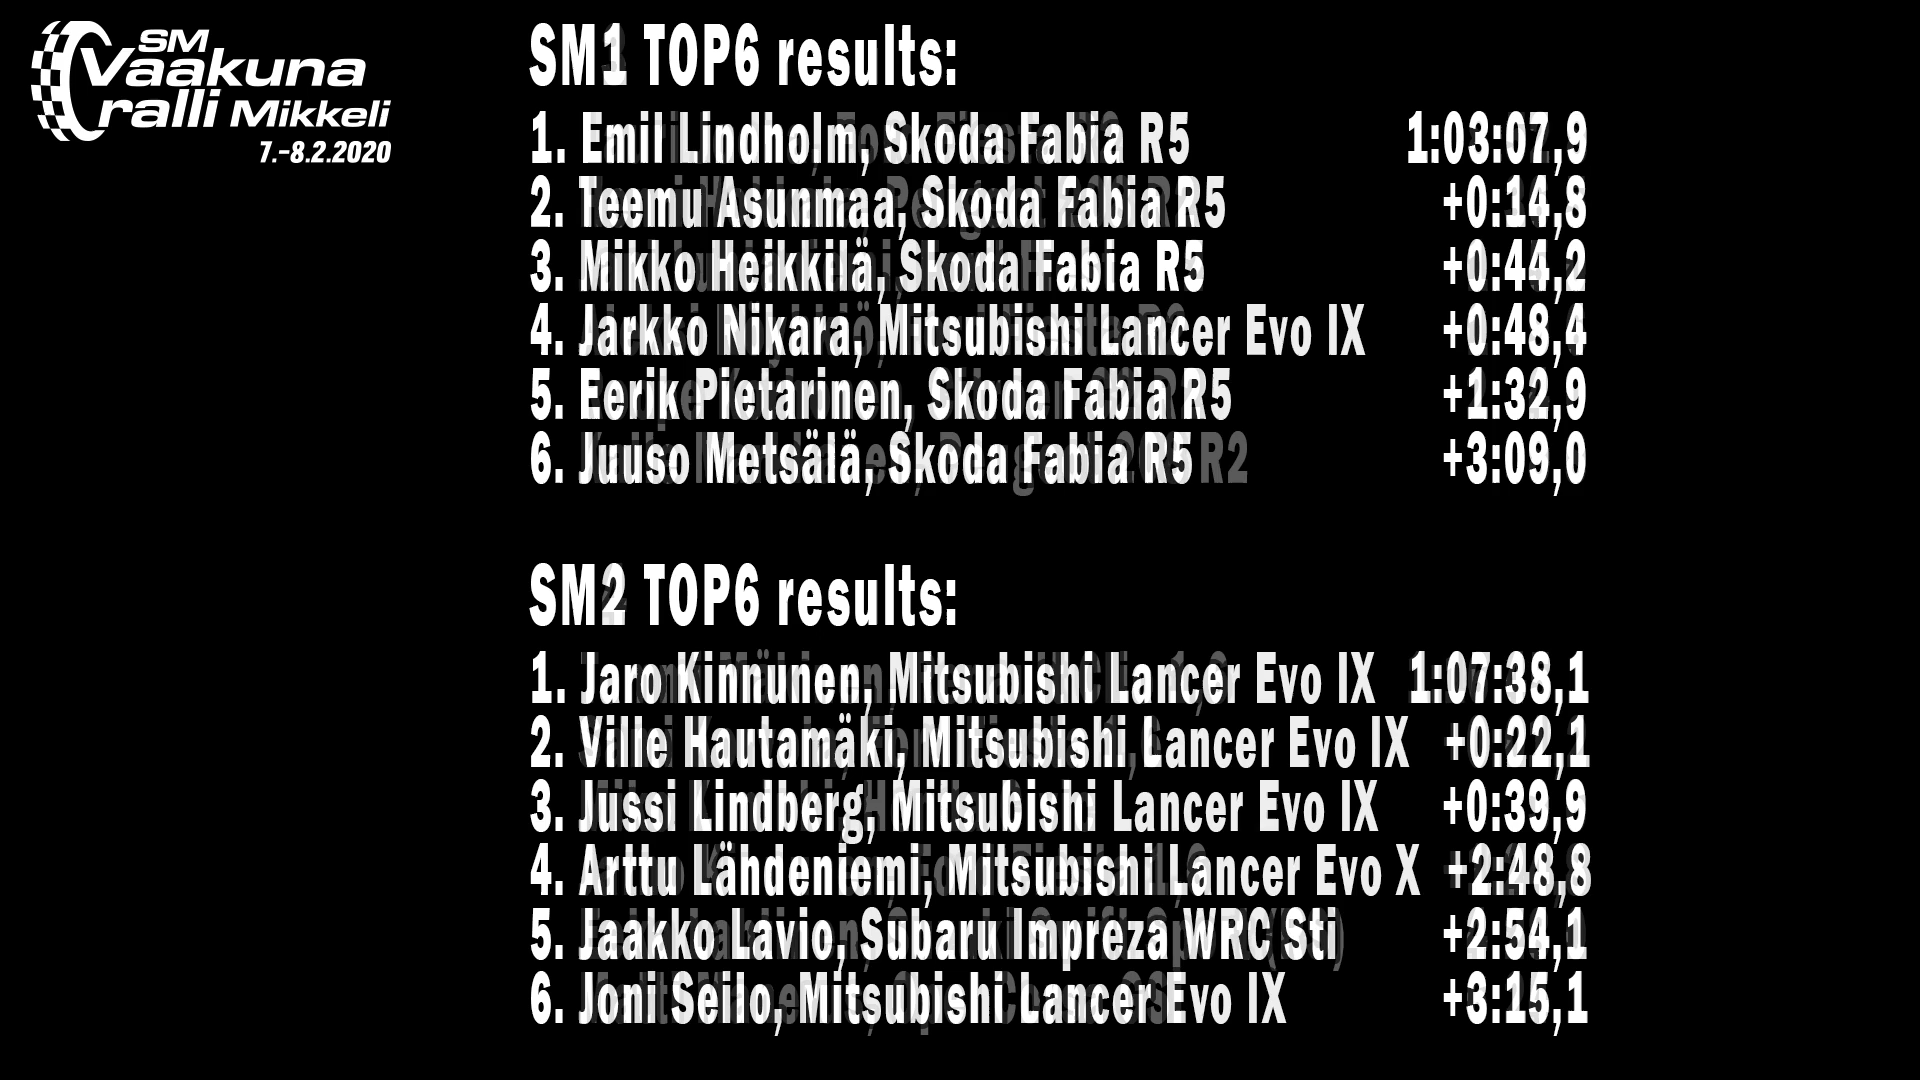 SM
Vaakuna
ralli Mikkeli
7.-8.2.2020
SM1 TOP6 results:
1. Emil Lindholm, Skoda Fabia R5 1:03:07,9
2. Teemu Asunmaa, Skoda Fabia R5 +0:14,8
3. Mikko Heikkilä, Skoda Fabia R5 +0:44,2
4. Jarkko Nikara, Mitsubishi Lancer Evo IX +0:48,4
5. Eerik Pietarinen, Skoda Fabia R5 +1:32,9
6. Juuso Metsälä, Skoda Fabia R5 +3:09,0
SM2 TOP6 results:
1. Jaro Kinnunen, Mitsubishi Lancer Evo IX 1:07:38,1
2. Ville Hautamäki, Mitsubishi Lancer Evo IX +0:22,1
3. Jussi Lindberg, Mitsubishi Lancer Evo IX +0:39,9
4. Arttu Lähdeniemi, Mitsubishi Lancer Evo X +2:48,8
5. Jaakko Lavio, Subaru Impreza WRC Sti +2:54,1
6. Joni Seilo, Mitsubishi Lancer Evo IX +3:15,1